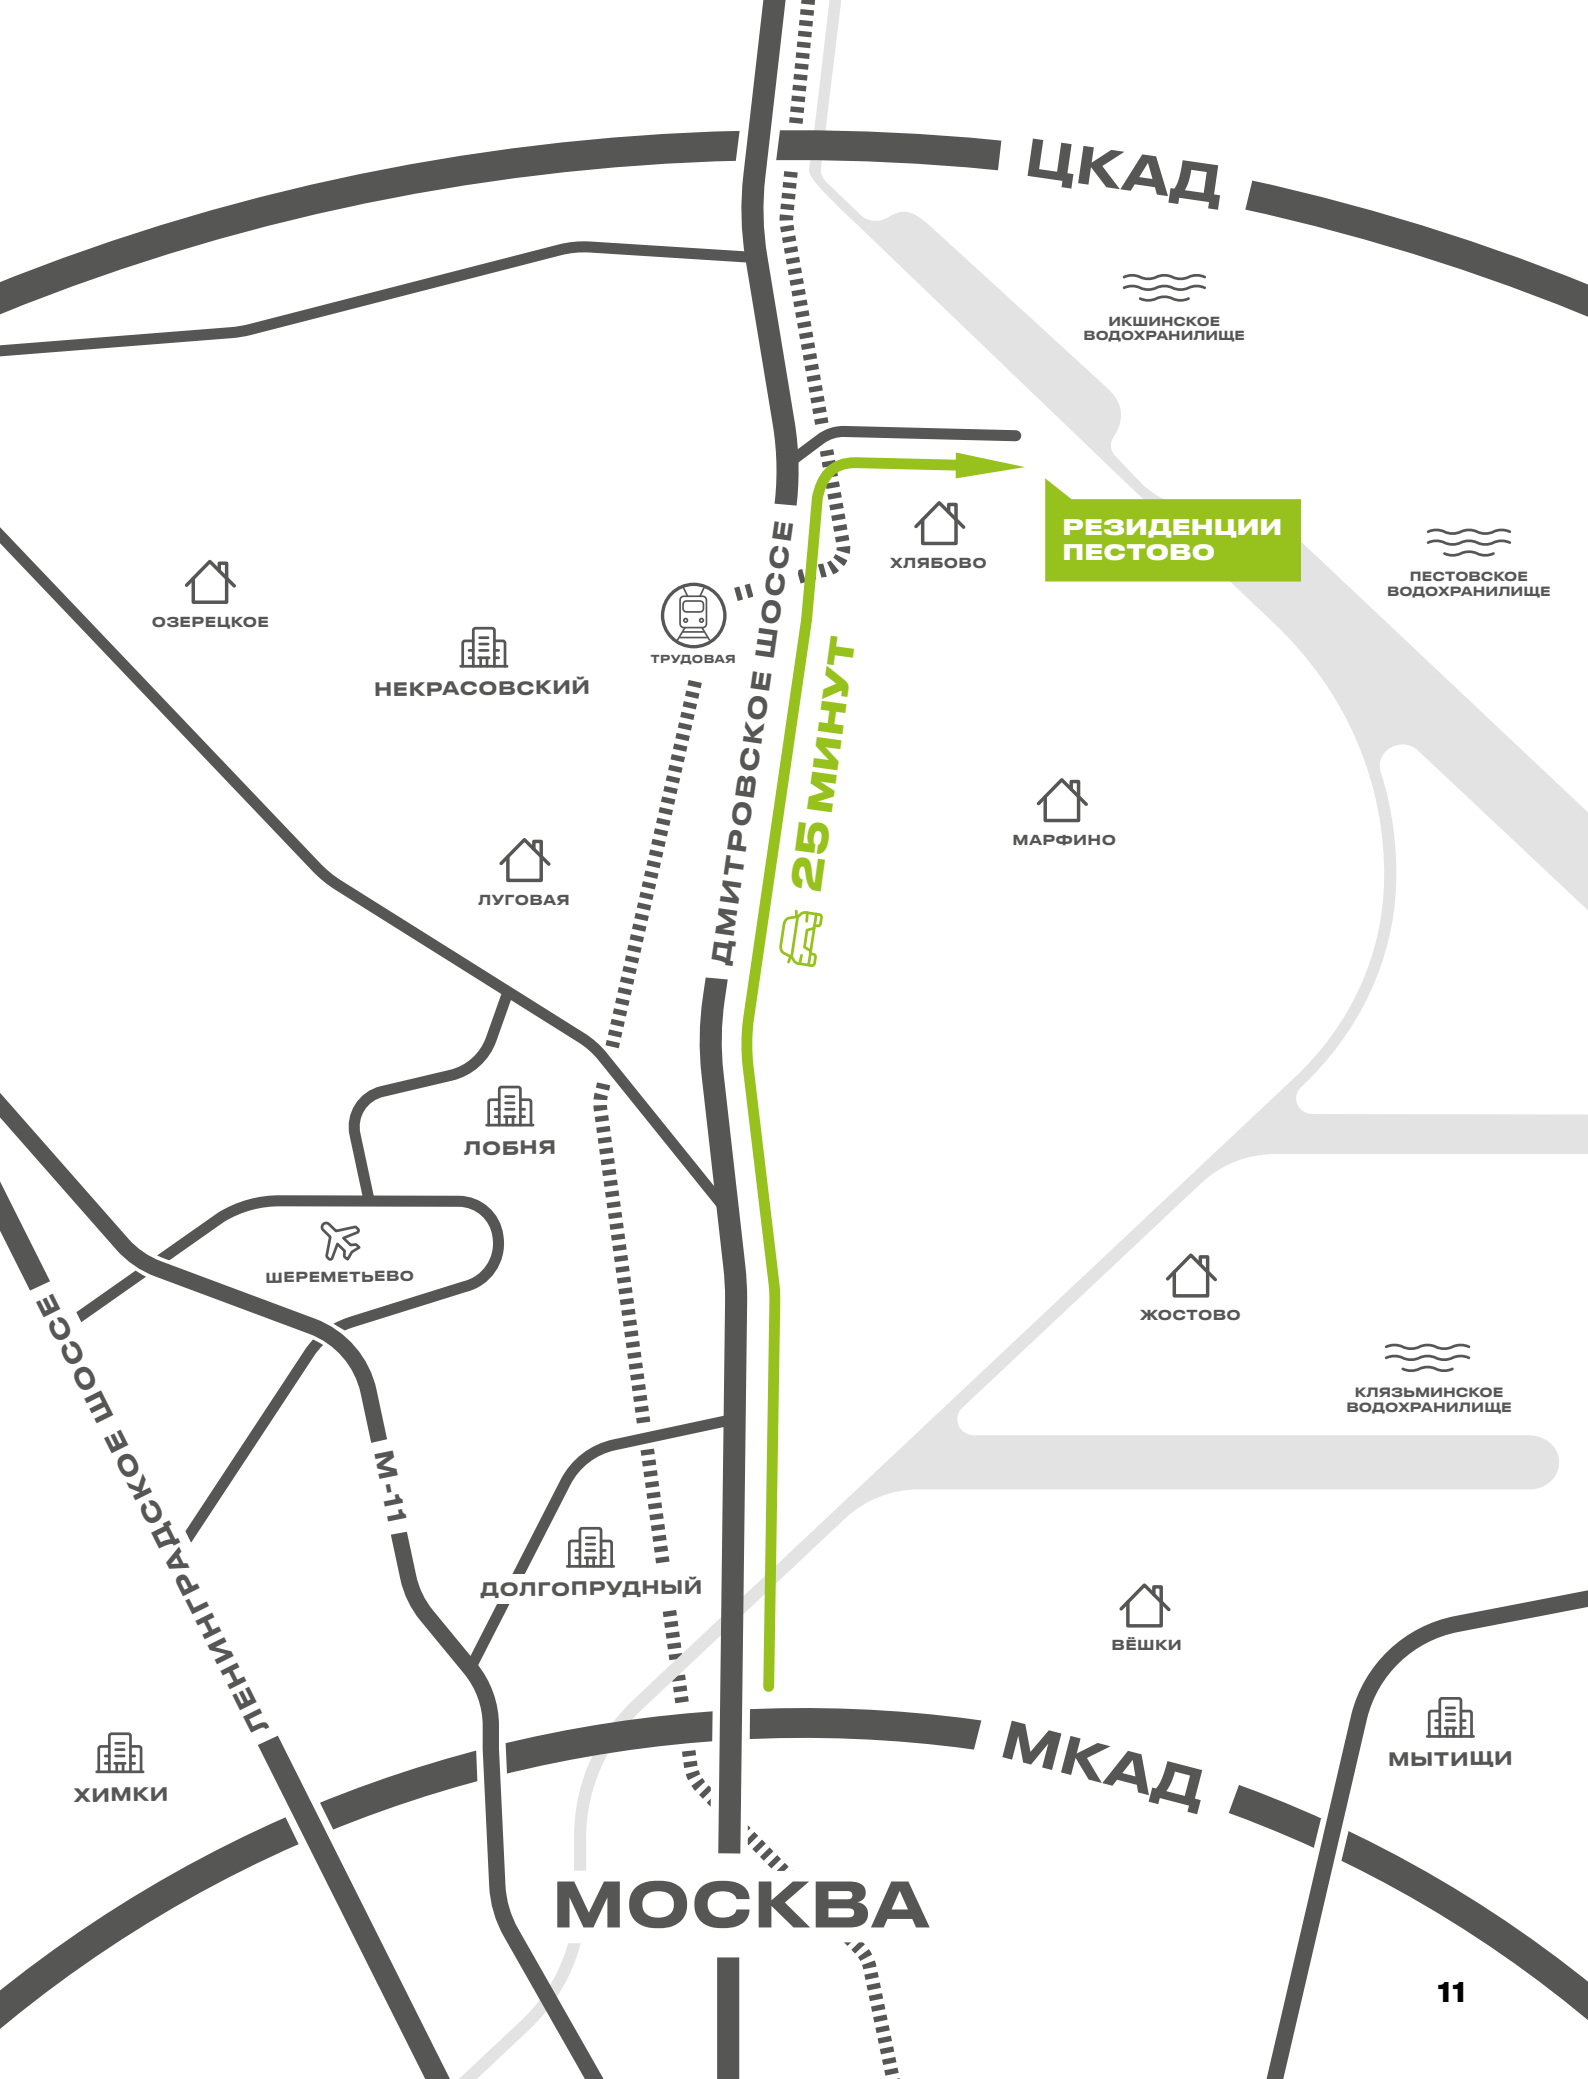 ЦКАД
ИКШИНСКОЕ
ВОДОХРАНИЛИЩЕ
РЕЗИДЕНЦИИ
ПЕСТОВО
ХЛЯБОВО
ПЕСТОВСКОЕ
ВОДОХРАНИЛИЩЕ
ОЗЕРЕЦКОЕ
НЕКРАСОВСКИЙ
ТРУДОВАЯ
ДМИТРОВСКОЕ ШОССЕ
25 МИНУТ
МАРФИНО
ЛУГОВАЯ
ЛОБНЯ
ШЕРЕМЕТЬЕВО
ЖОСТОВО
КЛЯЗЬМИНСКОЕ
ВОДОХРАНИЛИЩЕ
ЛЕНИНГРАДСКОЕ ШОССЕ
М-11
ДОЛГОПРУДНЫЙ
ВЁШКИ
МЫТИЩИ
МКАД
ХИМКИ
МОСКВА
11